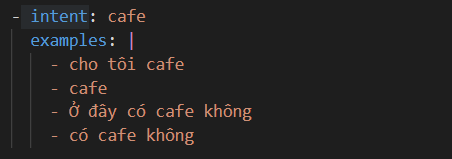 - intent: cafe
examples: |
- cho tôi cafe
- cafe
- Ở đây có cafe không
- có cafe không